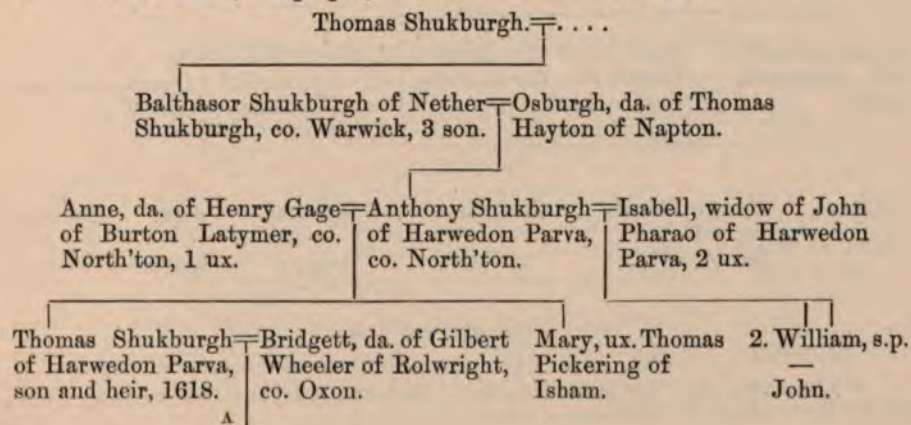 Thomas Shukburgh.=. . . .
Balthasor Shukburgh of Nether=Osburgh, da. of Thomas
Shukburgh, co. Warwick, 3 son. Hayton of Napton.
Anne, da. of Henry Gage=Anthony Shukburgh=Isabell, widow of John
of Burton Latymer, co. of Harwedon Parva, Pharao of Harwedon
North'ton, 1 ux. co. North'ton. Parva, 2 ux.
Thomas Shukburgh=Bridgett, da. of Gilbert Mary, ux. Thomas 2. William, s.p.
of Harwedon Parva, Wheeler of Rolwright, Pickering of —
son and heir, 1618. co. Oxon. Isham. John.
A